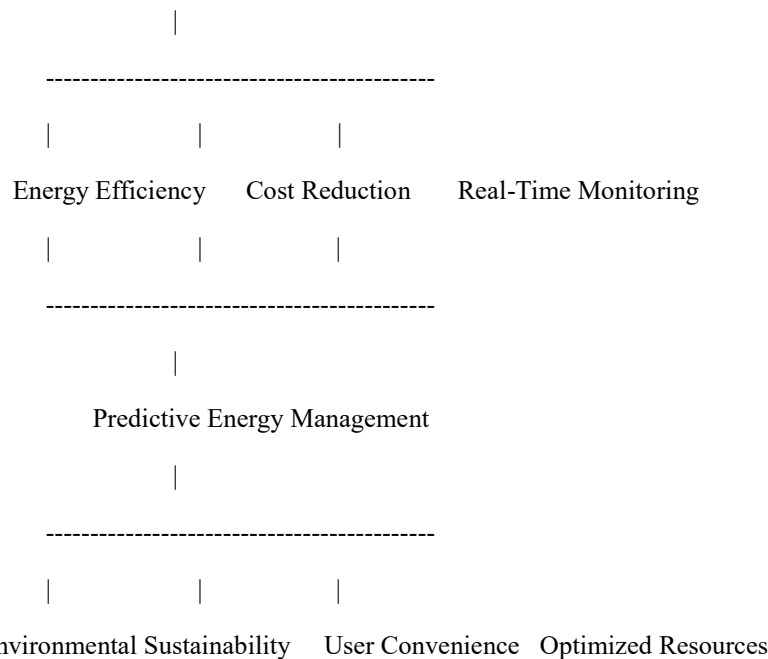 |
-------------------------------------------
| | |
Energy Efficiency Cost Reduction Real-Time Monitoring
| | |
-------------------------------------------
|
Predictive Energy Management
|
-------------------------------------------
| | |
nvironmental Sustainability User Convenience Optimized Resources